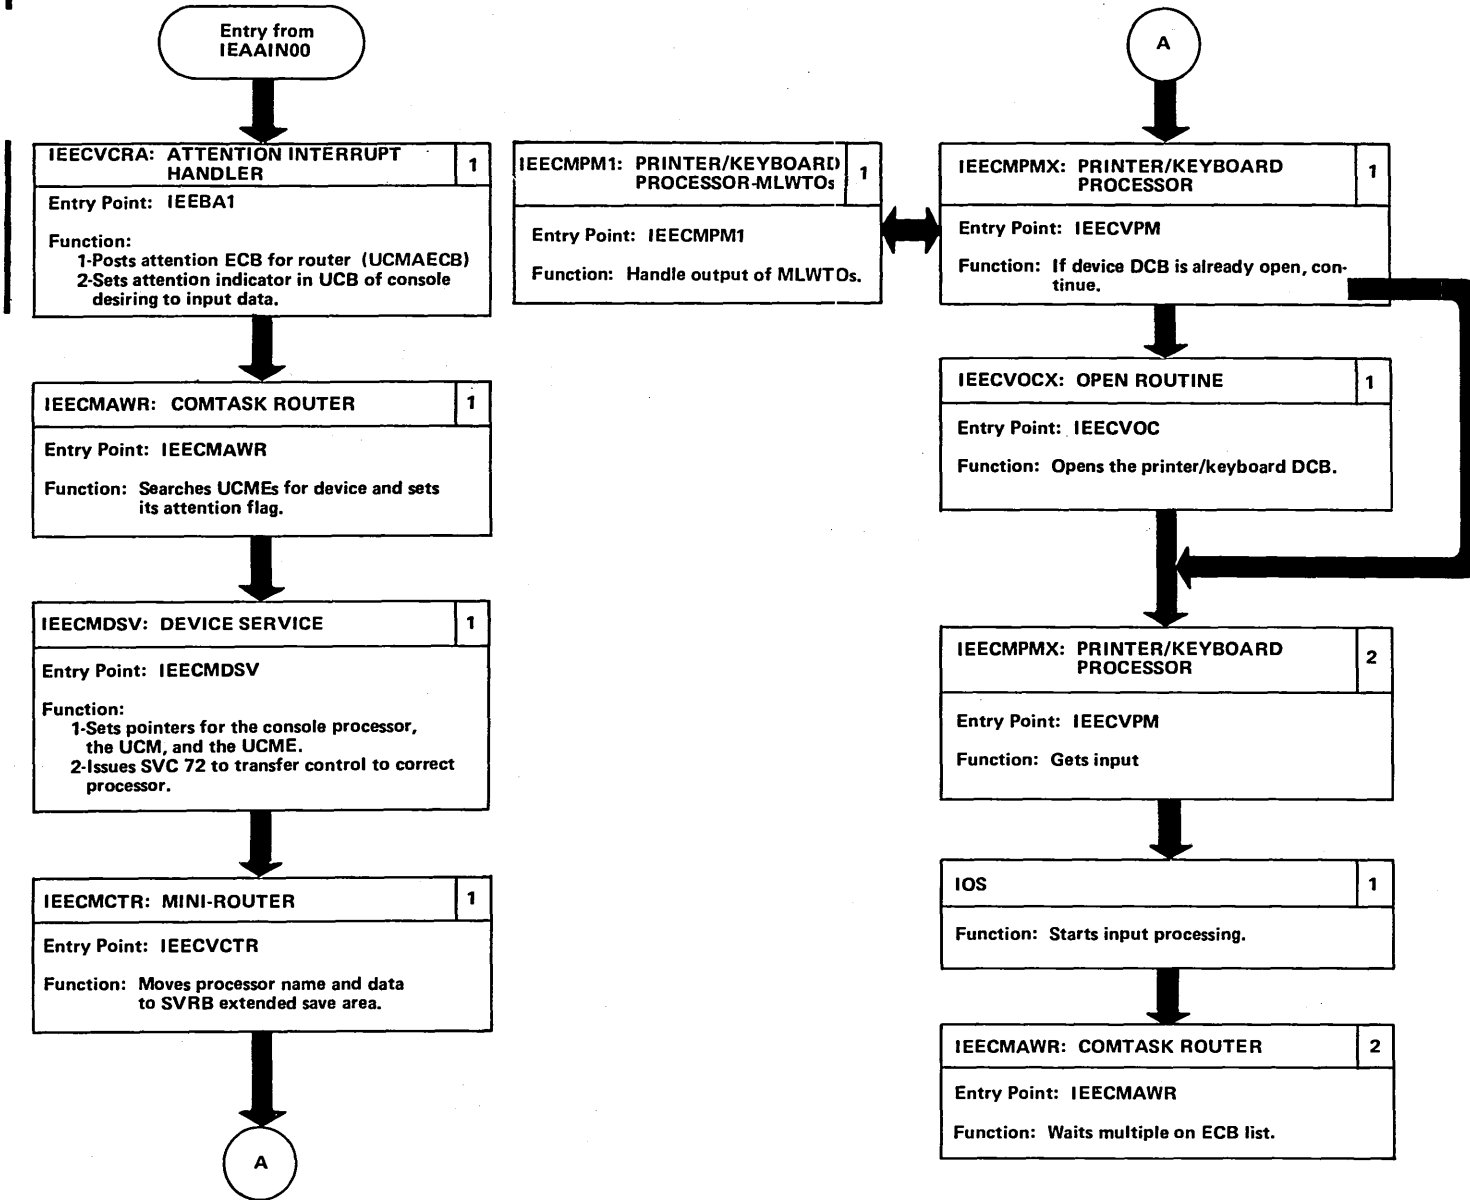 Entry from
IEAAIN00
IEECVCRA: ATTENTION INTERRUPT
HANDLER
1
Entry Point: IEEBA1
Function:
1-Posts attention ECB for router (UCMAECB)
2-Sets attention indicator in UCB of console
desiring to input data.
IEECMAWR: COMTASK ROUTER
1
Entry Point: IEECMAWR
Function: Searches UCMEs for device and sets
its attention flag.
IEECMDSV: DEVICE SERVICE
1
Entry Point: IEECMDSV
Function:
1-Sets pointers for the console processor,
the UCM, and the UCME.
2-Issues SVC 72 to transfer control to correct
processor.
IEECMCTR: MINI-ROUTER
1
Entry Point: IEECVCTR
Function: Moves processor name and data
to SVRB extended save area.
A
IEECMPM1: PRINTER/KEYBOARD
PROCESSOR-MLWTOs
1
Entry Point: IEECMPM1
Function: Handle output of MLWTOs.
A
IEECMPMX: PRINTER/KEYBOARD
PROCESSOR
1
Entry Point: IEECVPM
Function: If device DCB is already open, con-
tinue.
IEECVOCX: OPEN ROUTINE
1
Entry Point: IEECVOC
Function: Opens the printer/keyboard DCB.
IEECMPMX: PRINTER/KEYBOARD
PROCESSOR
2
Entry Point: IEECVPM
Function: Gets input
IOS
1
Function: Starts input processing.
IEECMAWR: COMTASK ROUTER
2
Entry Point: IEECMAWR
Function: Waits multiple on ECB list.